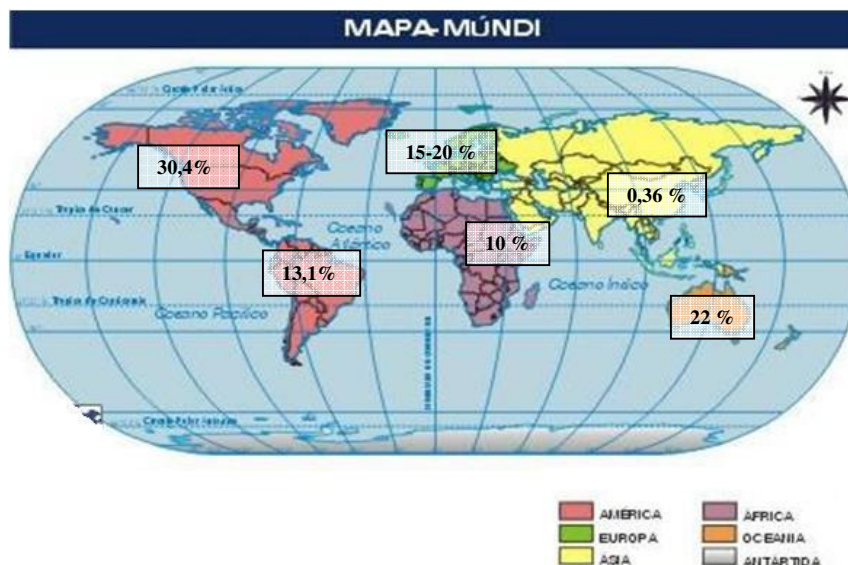 MAPA-MÚNDI
15-20 %
30,4%
0,36 %
Oceano
Atlântico
10 %
Equador
13,1%
Oceano Índico
Oceano Pacífico
22 %
AMÉRICA
ÁFRICA
EUROPA
OCEANIA
ÁSIA
ANTÁRTIDA